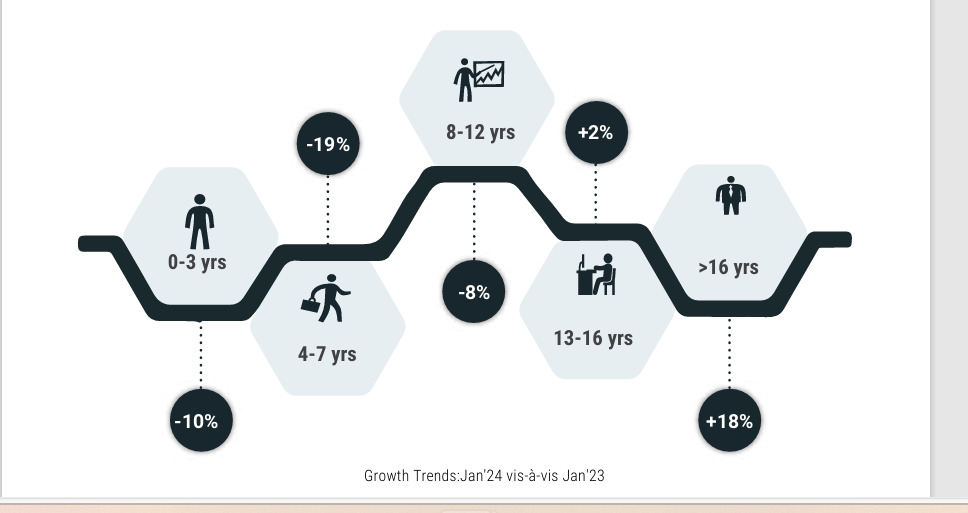 8-12 yrs
-19%
+2%
0-3 yrs
>16 yrs
-8%
4-7 yrs
13-16 yrs
-10%
+18%
Growth Trends:Jan'24 vis-à-vis Jan'23